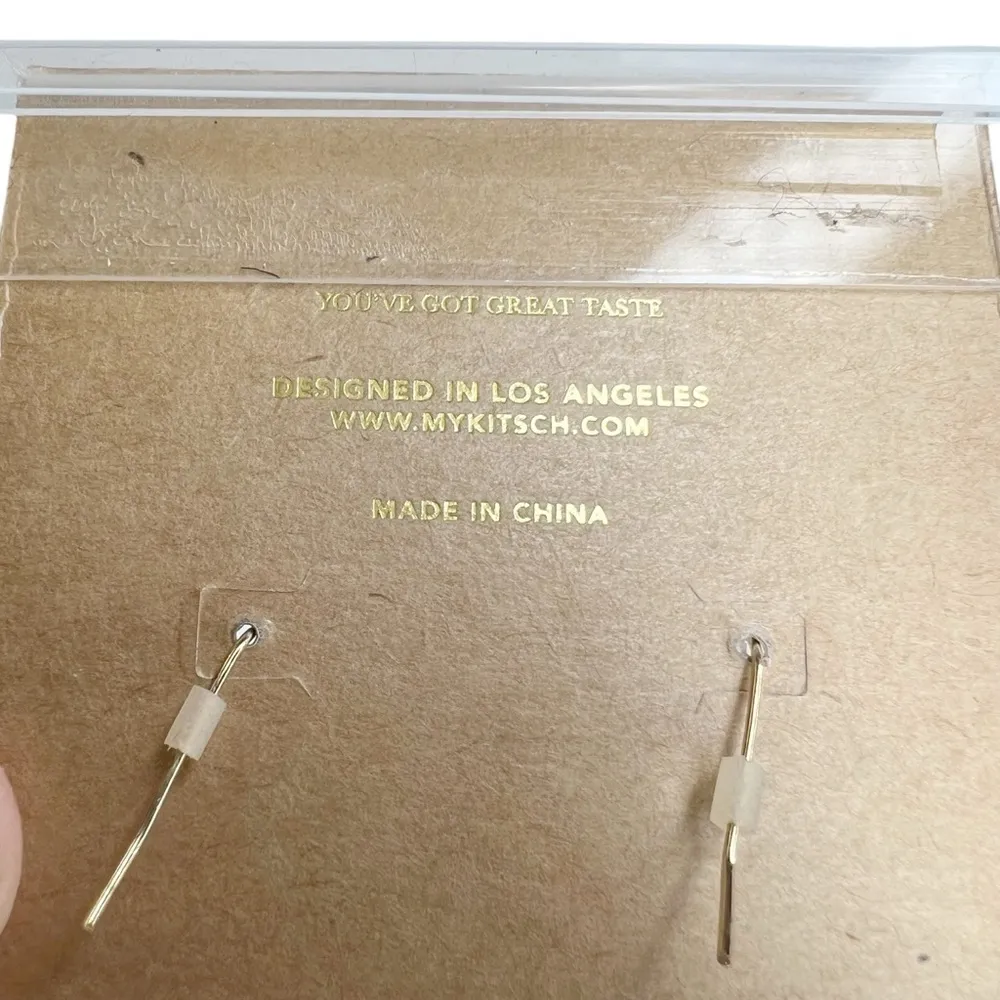 YOU'VE GOT GREAT TASTE
DESIGNED IN LOS ANGELES
WWW.MYKITSCH.COM
MADE IN CHINA